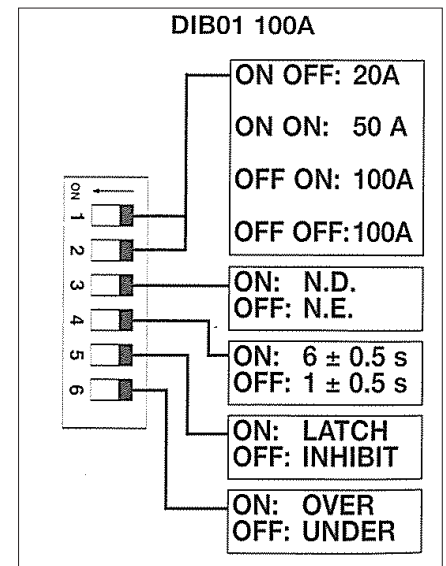 DIB01 100A
ON OFF: 20A
ON ON: 50 A
OFF ON: 100A
OFF OFF:100A
ON
1
2
3
4
5
6
ON: N.D.
OFF: N.E.
ON: 6 ± 0.5 s
OFF: 1 ± 0.5 s
ON: LATCH
OFF: INHIBIT
ON: OVER
OFF: UNDER